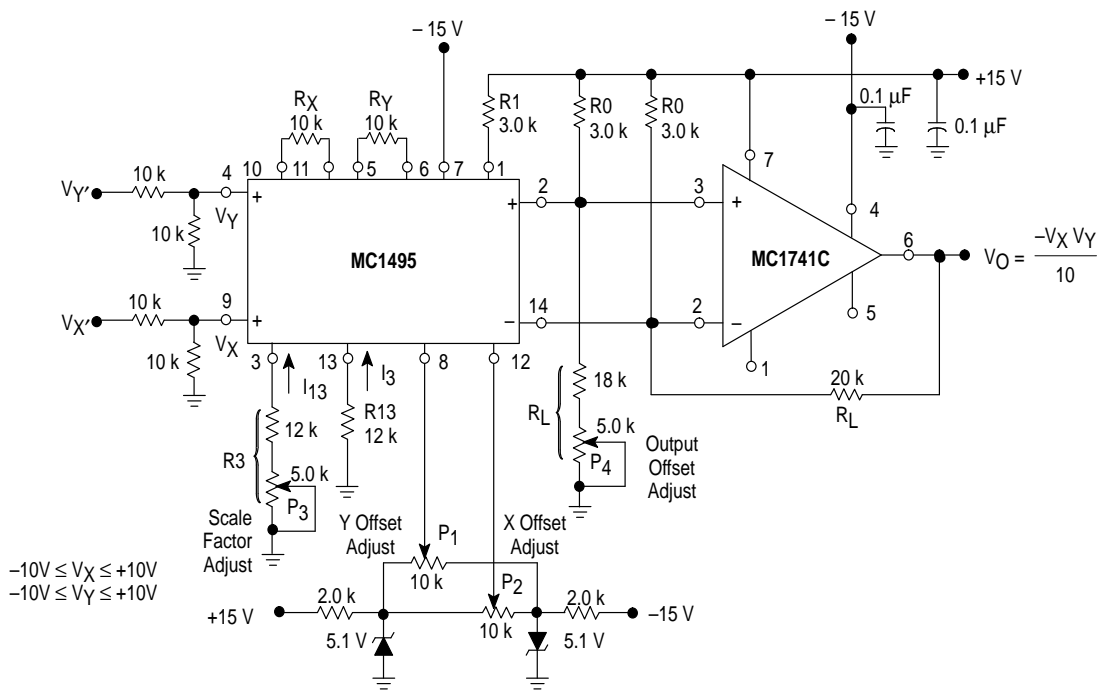 – 15 V
– 15 V
+15 V
RX
10 k
RY
10 k
R1
3.0 k
R0
3.0 k
R0
3.0 k
0.1 µF
0.1 µF
10 11 5 6 7 1
7
4
VY' 10 k 4 + VY
10 k
MC1495
+ 2
3 +
MC1741C
6
VO = –VX VY / 10
5
1
VX' 10 k 9 + VX
10 k
– 14
2 –
3 13 8 12
I13
I3
R3
12 k
5.0 k
P3
R13
12 k
RL
18 k
5.0 k
P4
20 k
RL
Output
Offset
Adjust
Scale
Factor
Adjust
Y Offset
Adjust
P1
10 k
X Offset
Adjust
P2
10 k
–10V ≤ VX ≤ +10V
–10V ≤ VY ≤ +10V
+15 V
2.0 k
5.1 V
2.0 k
5.1 V
–15 V